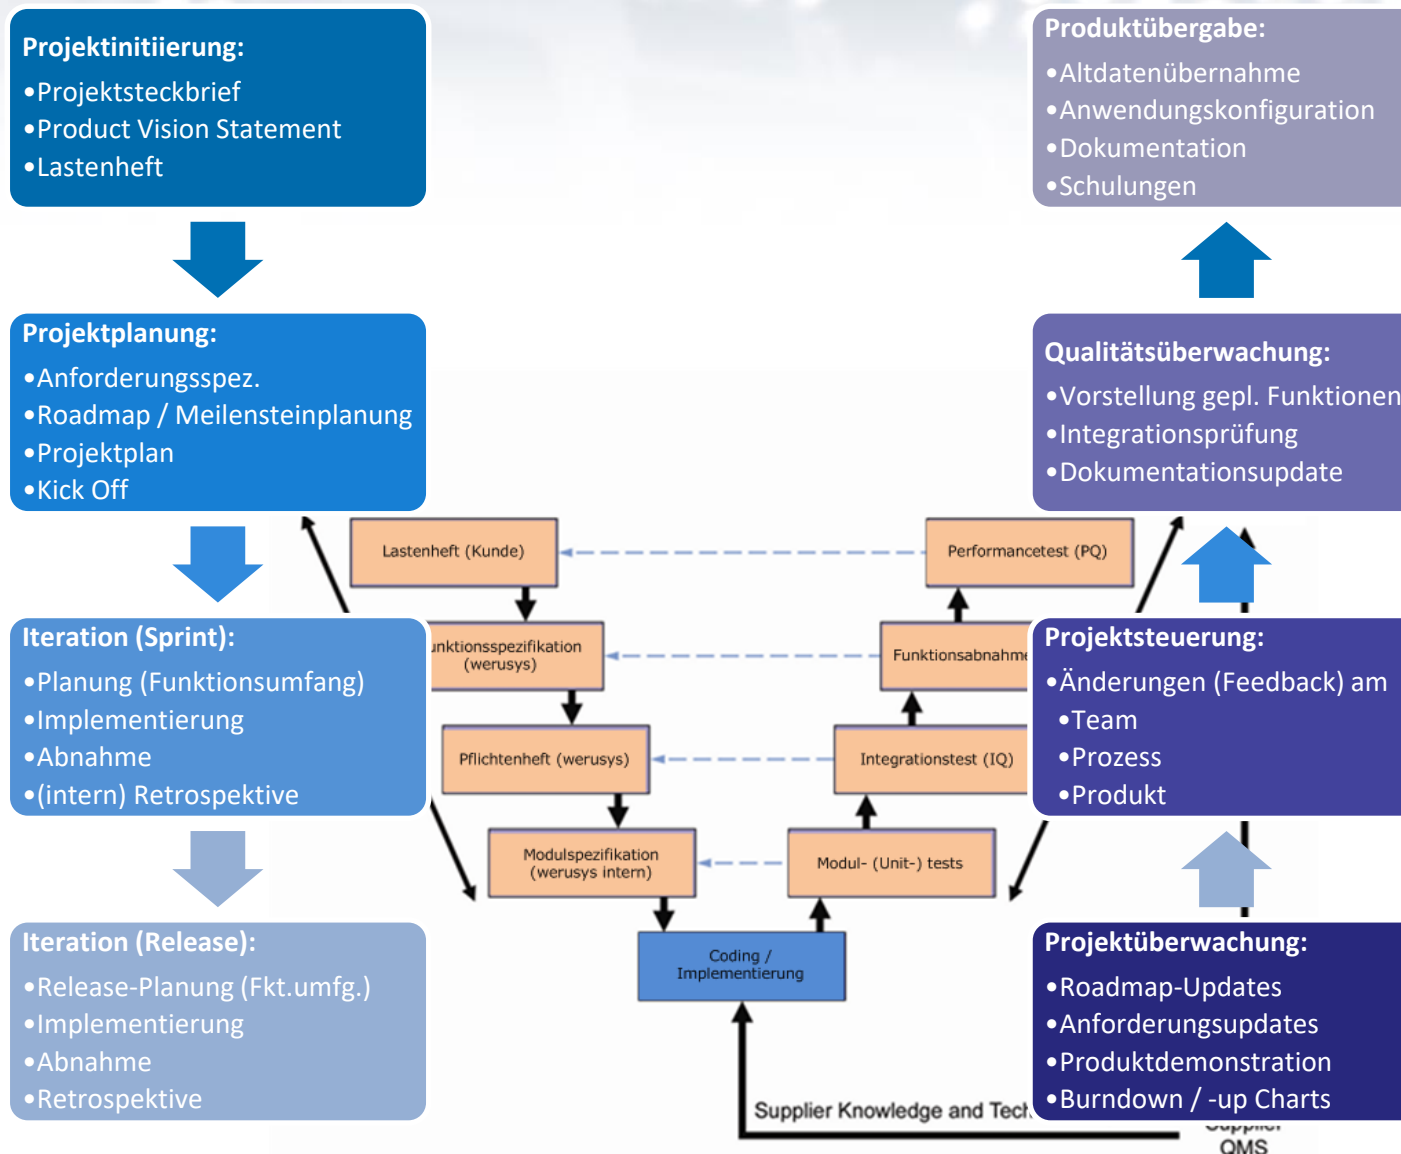 Projektinitiierung:
•Projektsteckbrief
•Product Vision Statement
•Lastenheft
Projektplanung:
•Anforderungsspez.
•Roadmap / Meilensteinplanung
•Projektplan
•Kick Off
Iteration (Sprint):
•Planung (Funktionsumfang)
•Implementierung
•Abnahme
•(intern) Retrospektive
Iteration (Release):
•Release-Planung (Fkt.umfg.)
•Implementierung
•Abnahme
•Retrospektive
Lastenheft (Kunde)
unktionsspezifikation
(werusys)
Pflichtenheft (werusys)
Modulspezifikation
(werusys intern)
Coding /
Implementierung
Performancetest (PQ)
Funktionsabnahme
Integrationstest (IQ)
Modul- (Unit-) tests
Supplier Knowledge and Tech
Supplier
QMS
Produktübergabe:
•Altdatenübernahme
•Anwendungskonfiguration
•Dokumentation
•Schulungen
Qualitätsüberwachung:
•Vorstellung gepl. Funktionen
•Integrationsprüfung
•Dokumentationsupdate
Projektsteuerung:
•Änderungen (Feedback) am
•Team
•Prozess
•Produkt
Projektüberwachung:
•Roadmap-Updates
•Anforderungsupdates
•Produktdemonstration
•Burndown / -up Charts